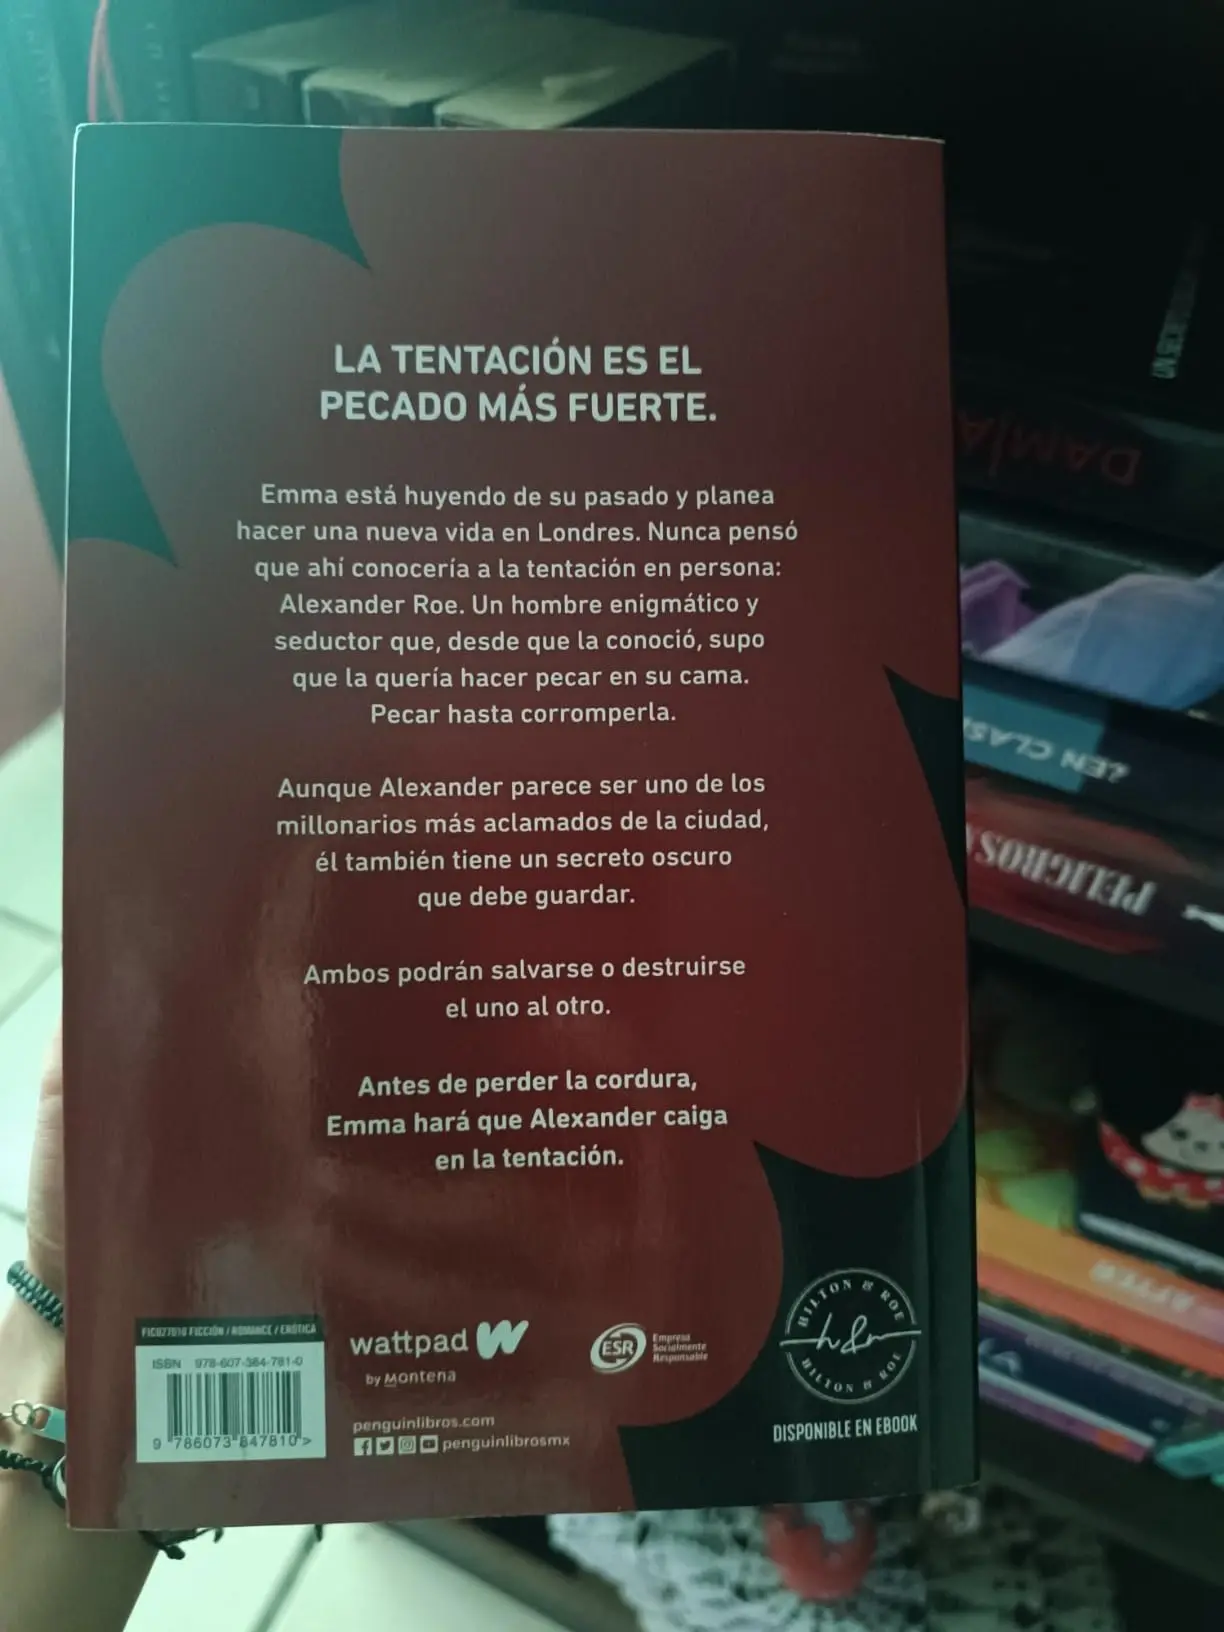 LA TENTACIÓN ES EL
PECADO MÁS FUERTE.
Emma está huyendo de su pasado y planea
hacer una nueva vida en Londres. Nunca pensó
que ahí conocería a la tentación en persona:
Alexander Roe. Un hombre enigmático y
seductor que, desde que la conoció, supo
que la quería hacer pecar en su cama.
Pecar hasta corromperla.
Aunque Alexander parece ser uno de los
millonarios más aclamados de la ciudad,
él también tiene un secreto oscuro
que debe guardar.
Ambos podrán salvarse o destruirse
el uno al otro.
Antes de perder la cordura,
Emma hará que Alexander caiga
en la tentación.
FIC027010 FICCIÓN / ROMANCE / ERÓTICA
ISBN 978-607-384-781-0
9 786073 847810 >
wattpad W
by Montena
penguinlibros.com
penguinlibrosmx
ESR
Empresa
Socialmente
Responsable
HILTON & ROE
h&r
HILTON & ROE
DISPONIBLE EN EBOOK
¿EN CLAS
PELIGROS
AFTER